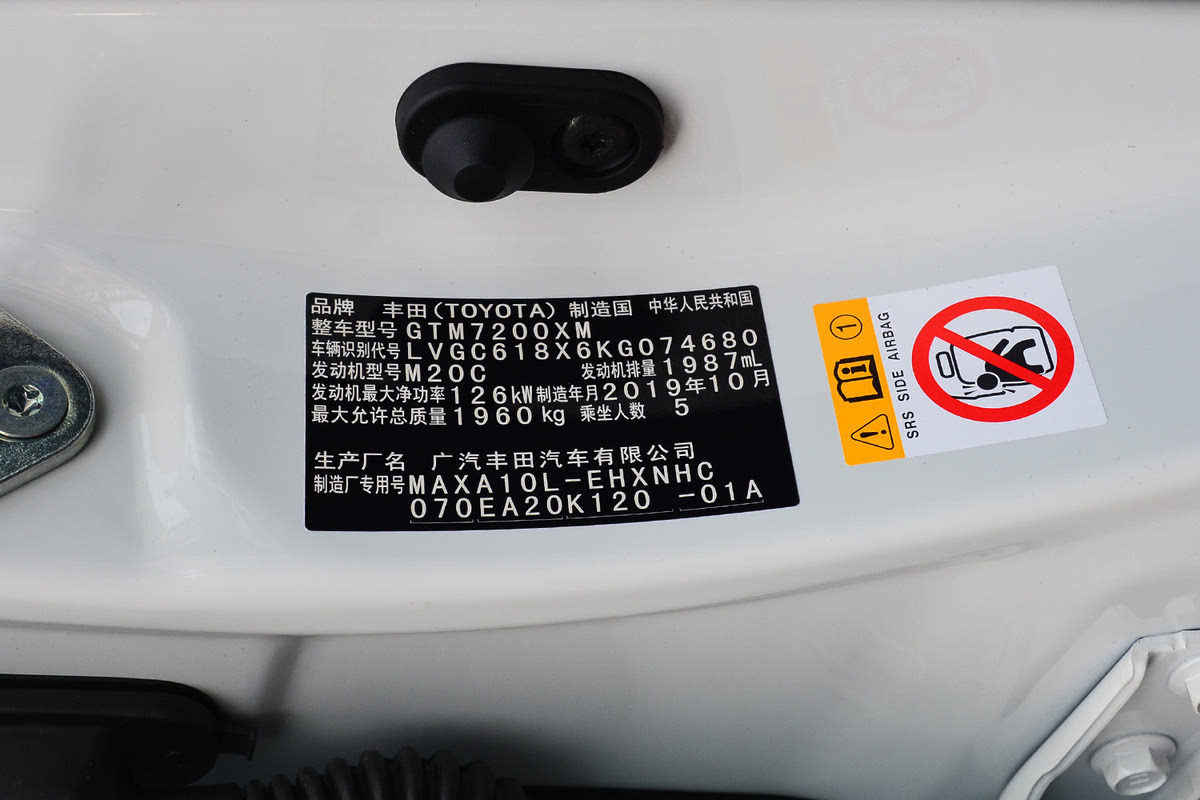 品牌 丰田(TOYOTA) 制造国 中华人民共和国
整车型号 GTM7200XM
车辆识别代号 LVGC618X6KG074680
发动机型号 M20C 发动机排量 1987mL
发动机最大净功率 126kW 制造年月 2019年10月
最大允许总质量 1960kg 乘坐人数 5
生产厂名 广汽丰田汽车有限公司
制造厂专用号 MAXA10L-EHXNHC
070EA20K120 -01A
1
SRS SIDE AIRBAG